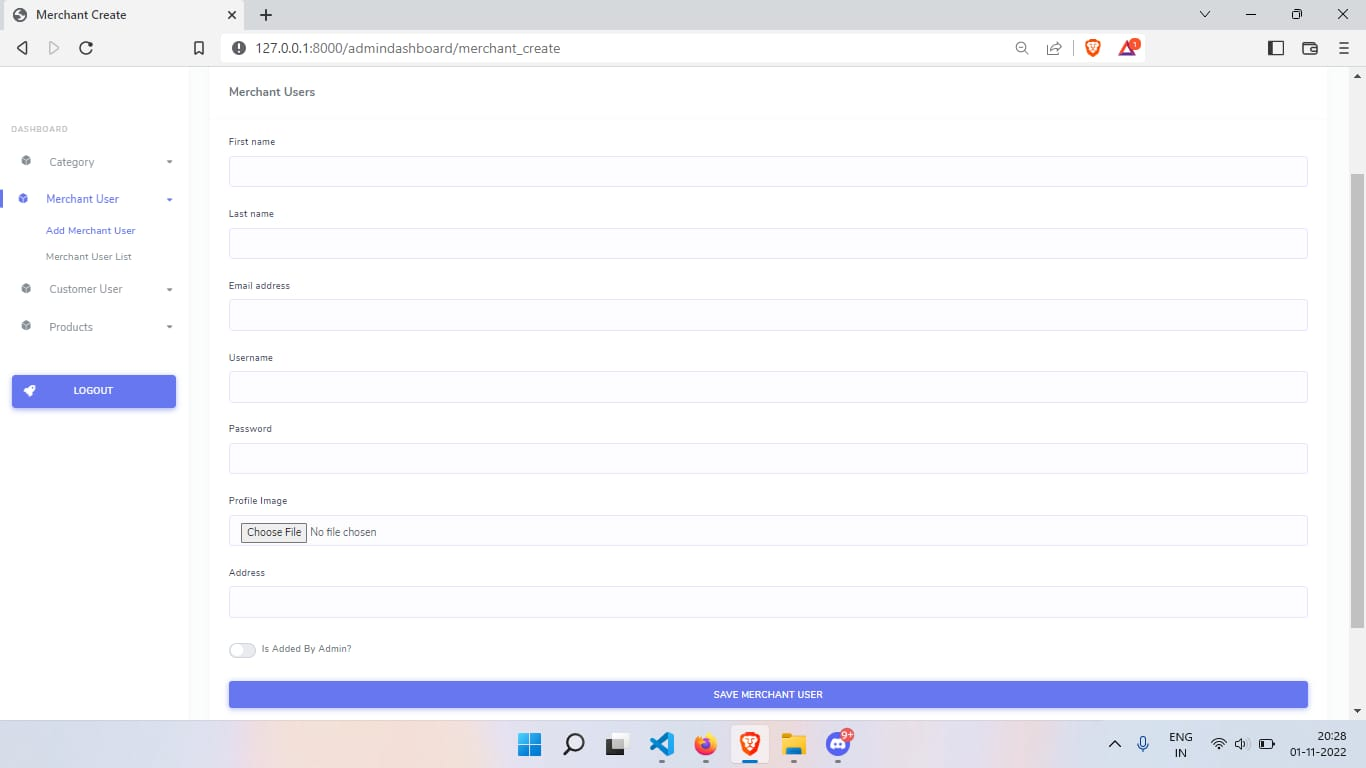 Merchant Create
127.0.0.1:8000/admindashboard/merchant_create
1
DASHBOARD
Category
Merchant User
Add Merchant User
Merchant User List
Customer User
Products
LOGOUT
Merchant Users
First name
Last name
Email address
Username
Password
Profile Image
Choose File No file chosen
Address
Is Added By Admin?
SAVE MERCHANT USER
9+
ENG
IN
20:28
01-11-2022